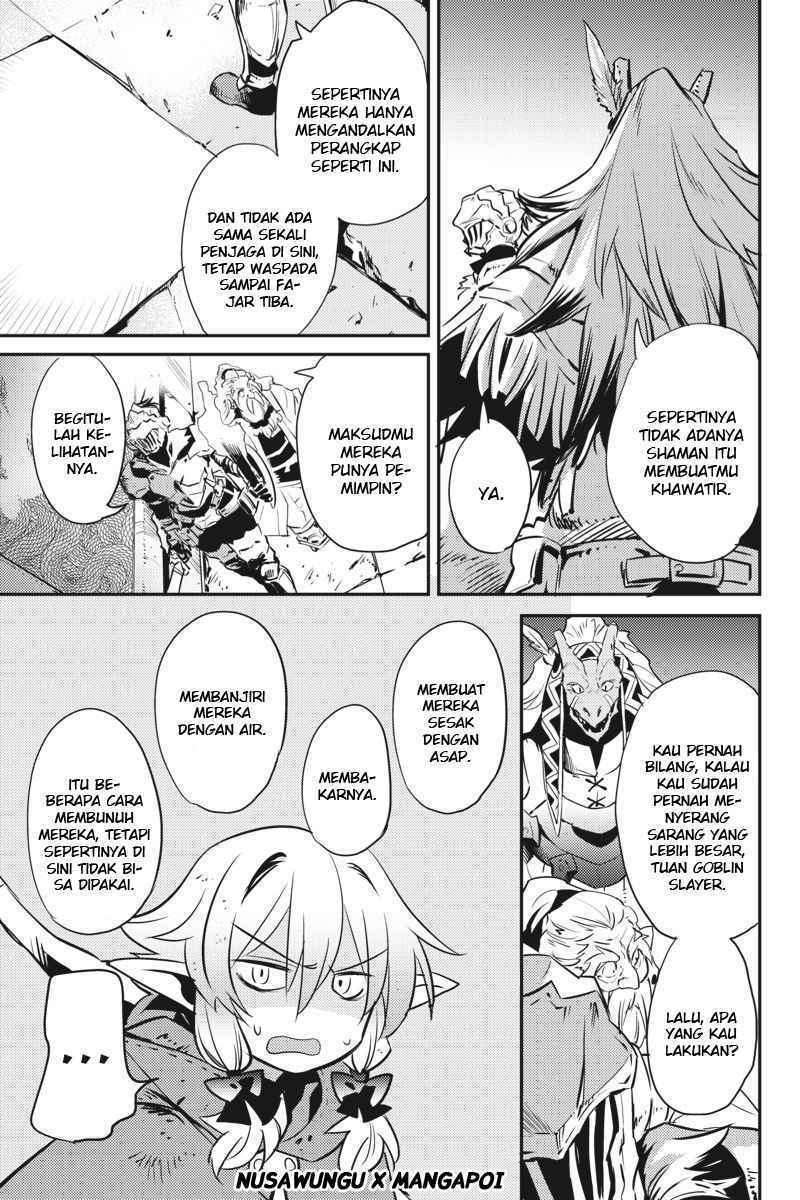 SEPERTINYA
TIDAK ADANYA
SHAMAN ITU
MEMBUATMU
KHAWATIR.
YA.
SEPERTINYA
MEREKA HANYA
MENGANDALKAN
PERANGKAP
SEPERTI INI.
DAN TIDAK ADA
SAMA SEKALI
PENJAGA DI SINI,
TETAP WASPADA
SAMPAI FA-
JAR TIBA.
MAKSUDMU
MEREKA
PUNYA PE-
MIMPIN?
BEGITU-
LAH KE-
LIHATAN-
NYA.
KAU PERNAH
BILANG, KALAU
KAU SUDAH
PERNAH ME-
NYERANG
SARANG YANG
LEBIH BESAR,
TUAN GOBLIN
SLAYER.
LALU, APA
YANG KAU
LAKUKAN?
MEMBUAT
MEREKA
SESAK
DENGAN
ASAP.
MEMBA-
KARNYA.
MEMBANJIRI
MEREKA
DENGAN AIR.
ITU BE-
BERAPA CARA
MEMBUNUH
MEREKA, TETAPI
SEPERTINYA DI
SINI TIDAK BI-
SA DIPAKAI.
...
NUSAWUNGU X MANGAPOI